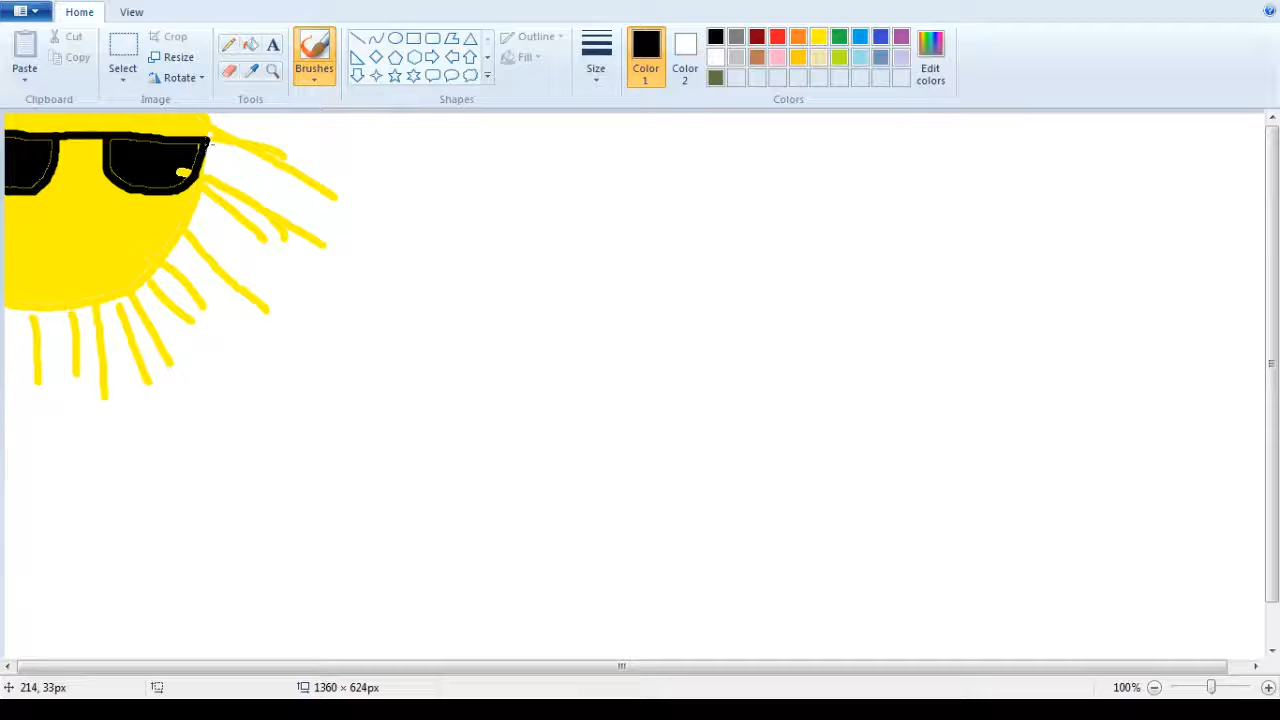 Home View
Paste Cut Copy
Select Crop Resize Rotate
A
Brushes
Outline Fill
Size
Color 1
Color 2
Edit colors
Clipboard Image Tools Shapes Colors
214, 33px 1360 × 624px 100%